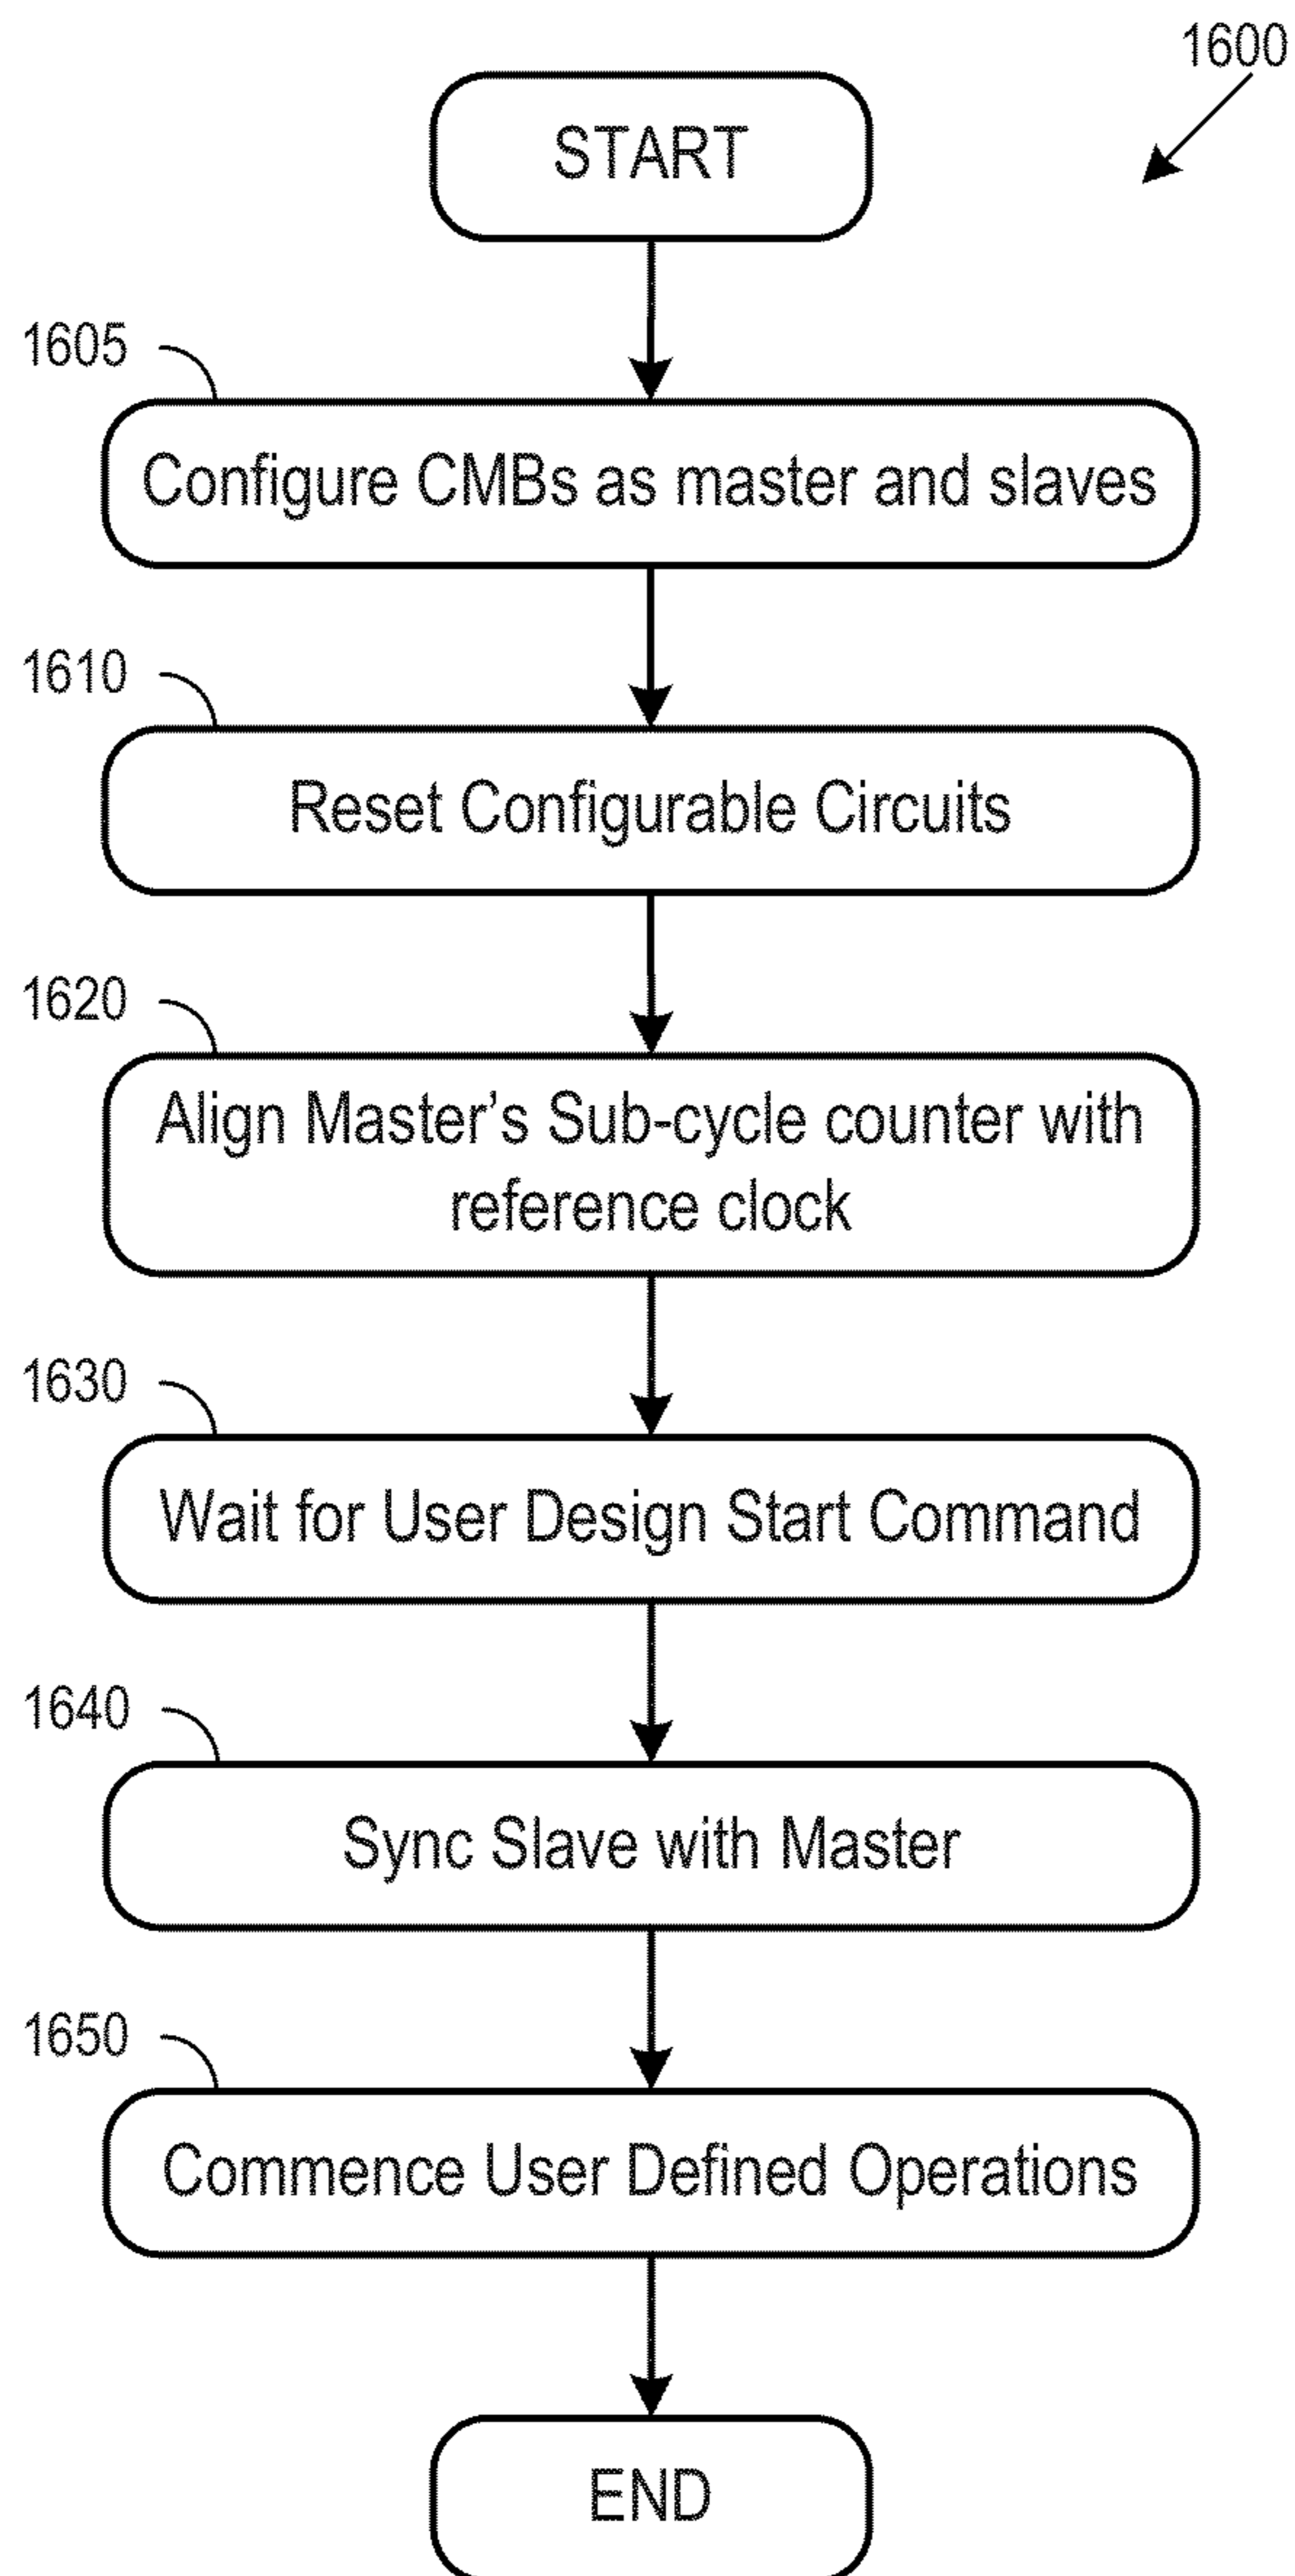 1600
START
1605
Configure CMBs as master and slaves
1610
Reset Configurable Circuits
1620
Align Master’s Sub-cycle counter with
reference clock
1630
Wait for User Design Start Command
1640
Sync Slave with Master
1650
Commence User Defined Operations
END